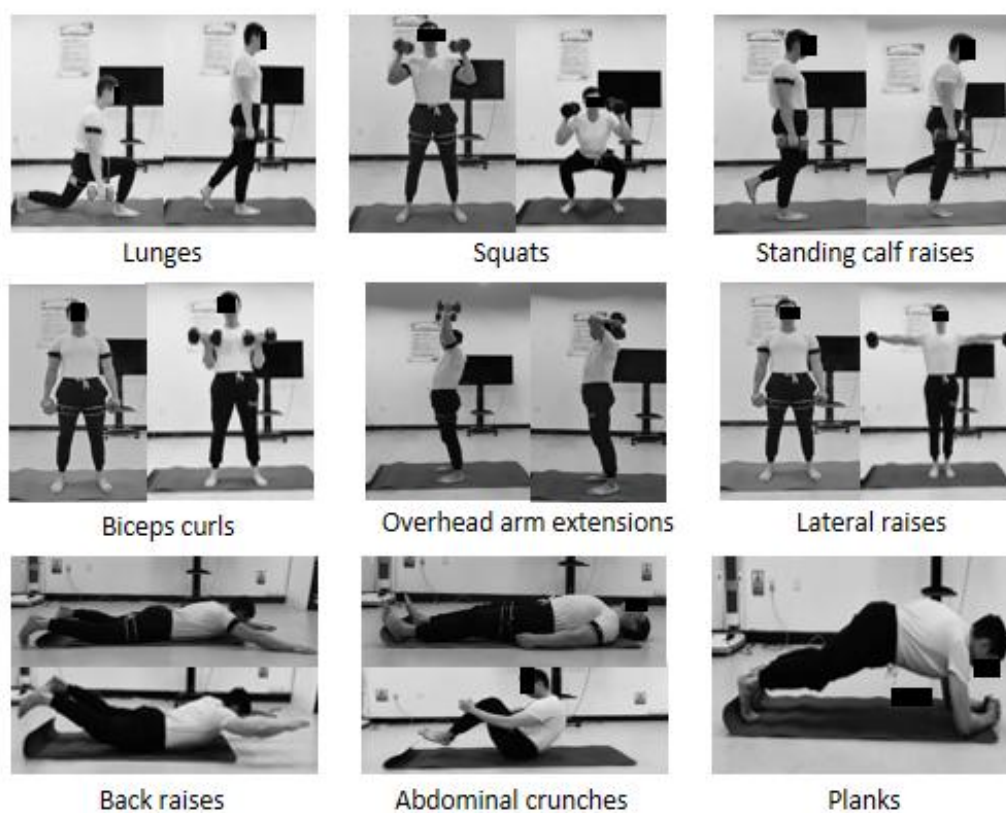 Lunges
Squats
Standing calf raises
Biceps curls
Overhead arm extensions
Lateral raises
Back raises
Abdominal crunches
Planks